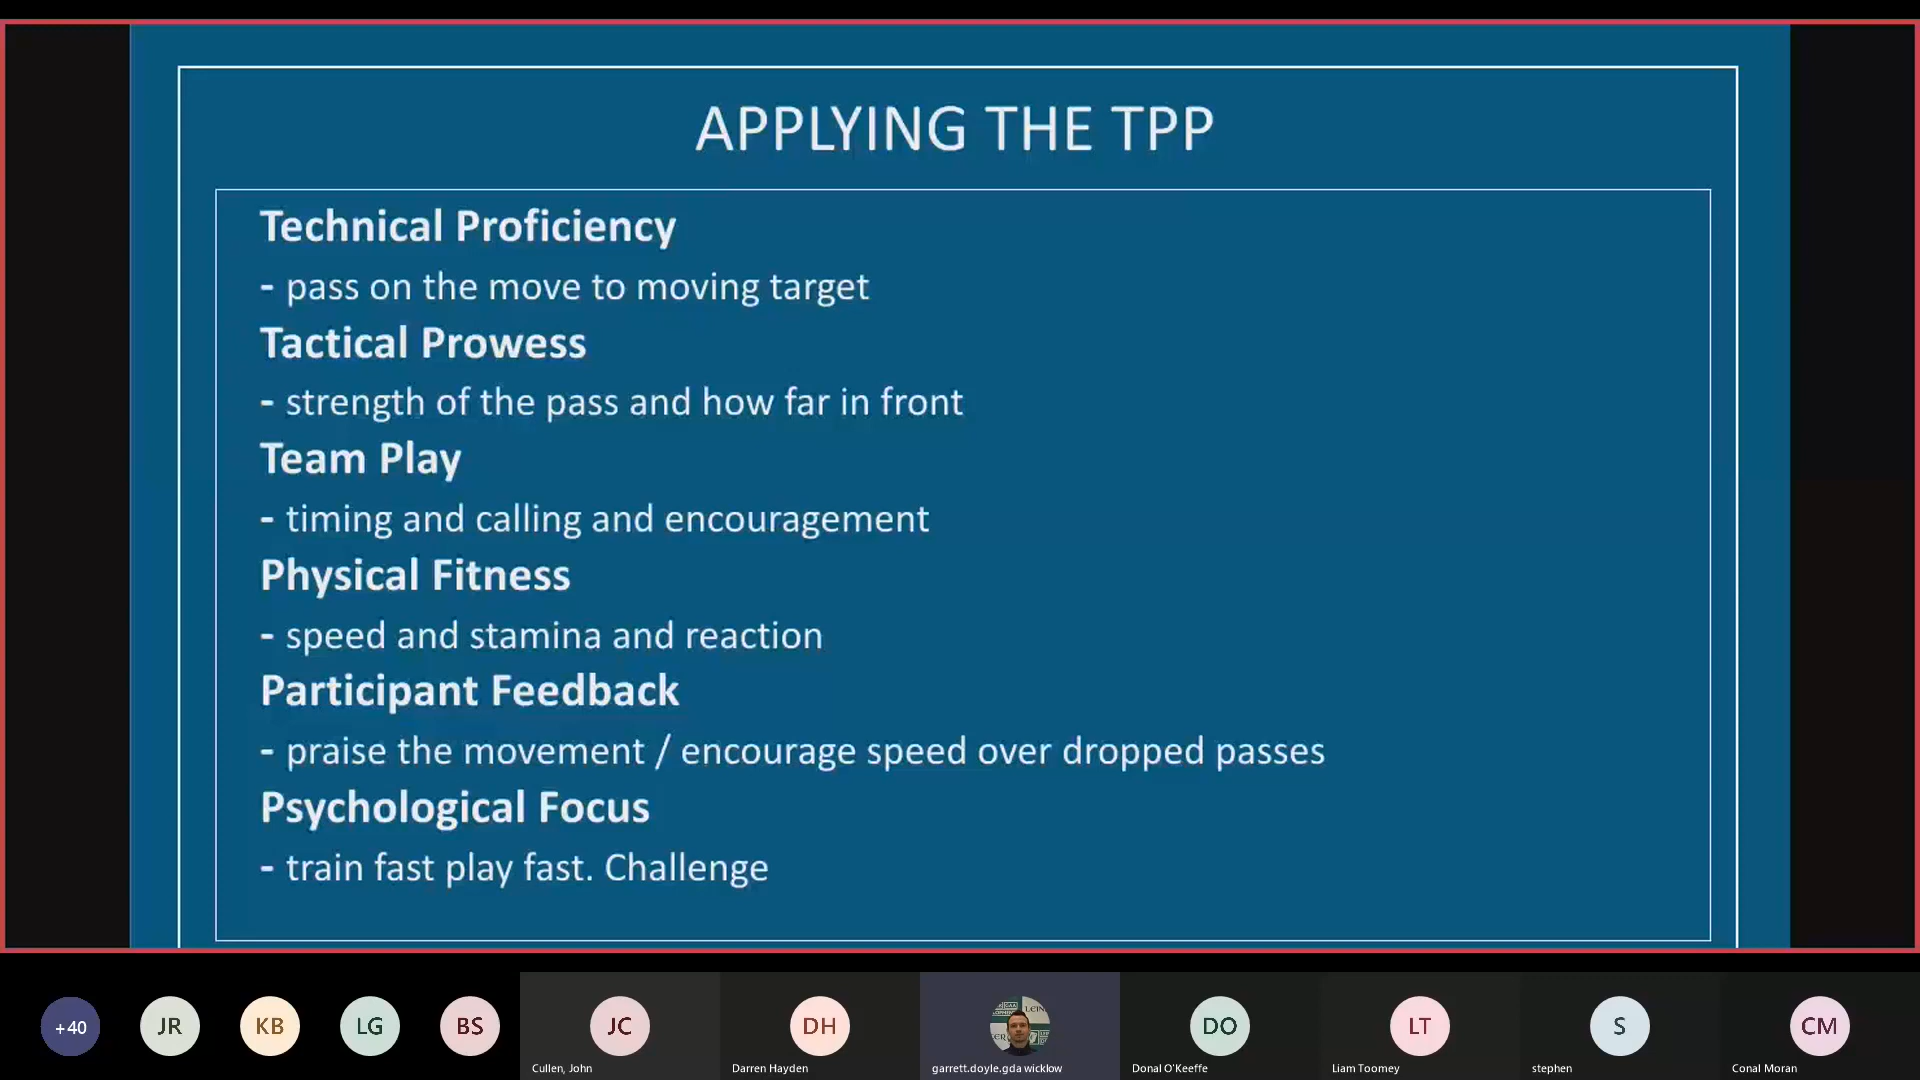 APPLYING THE TPP
Technical Proficiency
- pass on the move to moving target
Tactical Prowess
- strength of the pass and how far in front
Team Play
- timing and calling and encouragement
Physical Fitness
- speed and stamina and reaction
Participant Feedback
- praise the movement / encourage speed over dropped passes
Psychological Focus
- train fast play fast. Challenge
+40 JR KB LG BS JC DH DO LT S CM
Cullen, John Darren Hayden garrett.doyle.gda wicklow Donal O'Keeffe Liam Toomey stephen Conal Moran